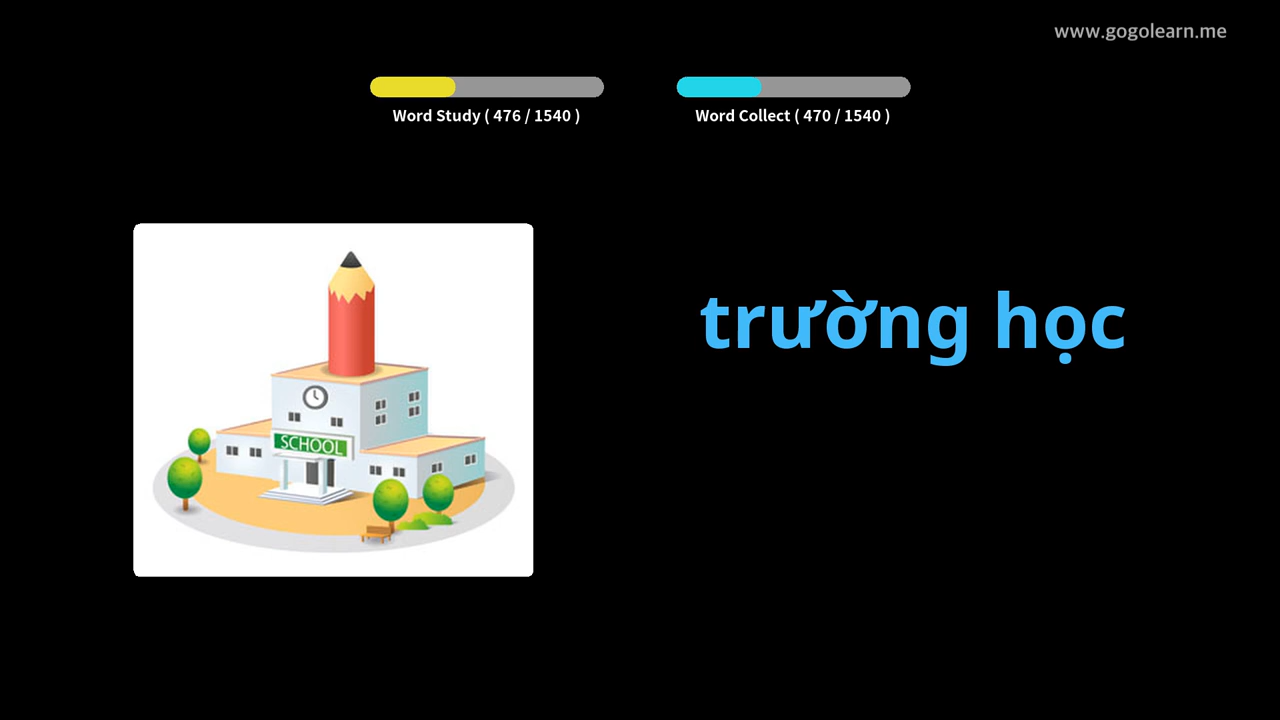 www.gogolearn.me
Word Study ( 476 / 1540 )
Word Collect ( 470 / 1540 )
trường học
SCHOOL